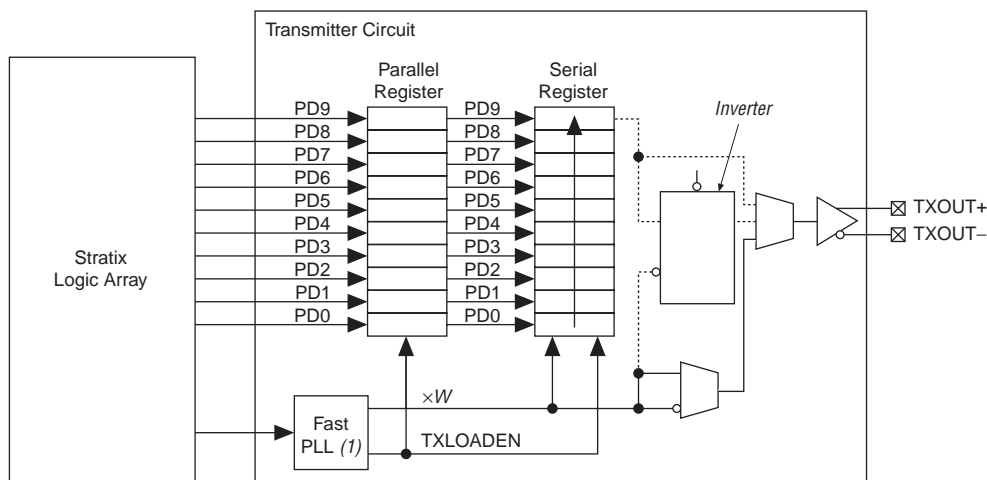 Transmitter Circuit
Parallel
Register
Serial
Register
Inverter
Stratix
Logic Array
PD9
PD8
PD7
PD6
PD5
PD4
PD3
PD2
PD1
PD0
PD9
PD8
PD7
PD6
PD5
PD4
PD3
PD2
PD1
PD0
TXOUT+
TXOUT−
×W
Fast
PLL (1)
TXLOADEN